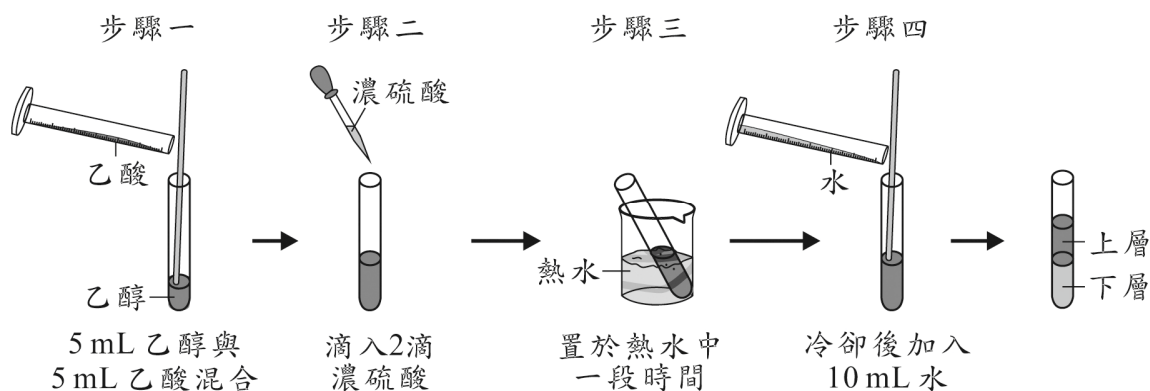 步驟一
步驟二
步驟三
步驟四
濃硫酸
乙酸
水
乙醇
熱水
上層
下層
5 mL 乙醇與
5 mL 乙酸混合
滴入2滴
濃硫酸
置於熱水中
一段時間
冷卻後加入
10 mL 水